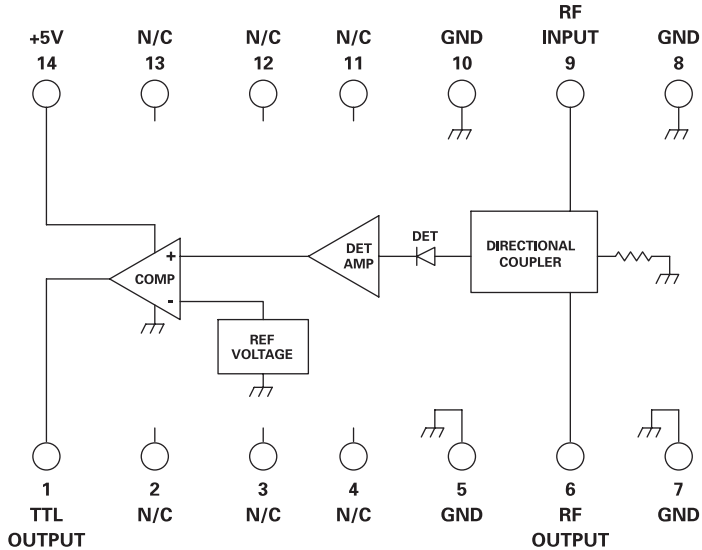 RF
+5V N/C N/C N/C GND INPUT GND
14 13 12 11 10 9 8
DET
DET
AMP
DIRECTIONAL
COUPLER
+
COMP
-
REF
VOLTAGE
1 2 3 4 5 6 7
TTL N/C N/C N/C GND RF GND
OUTPUT OUTPUT